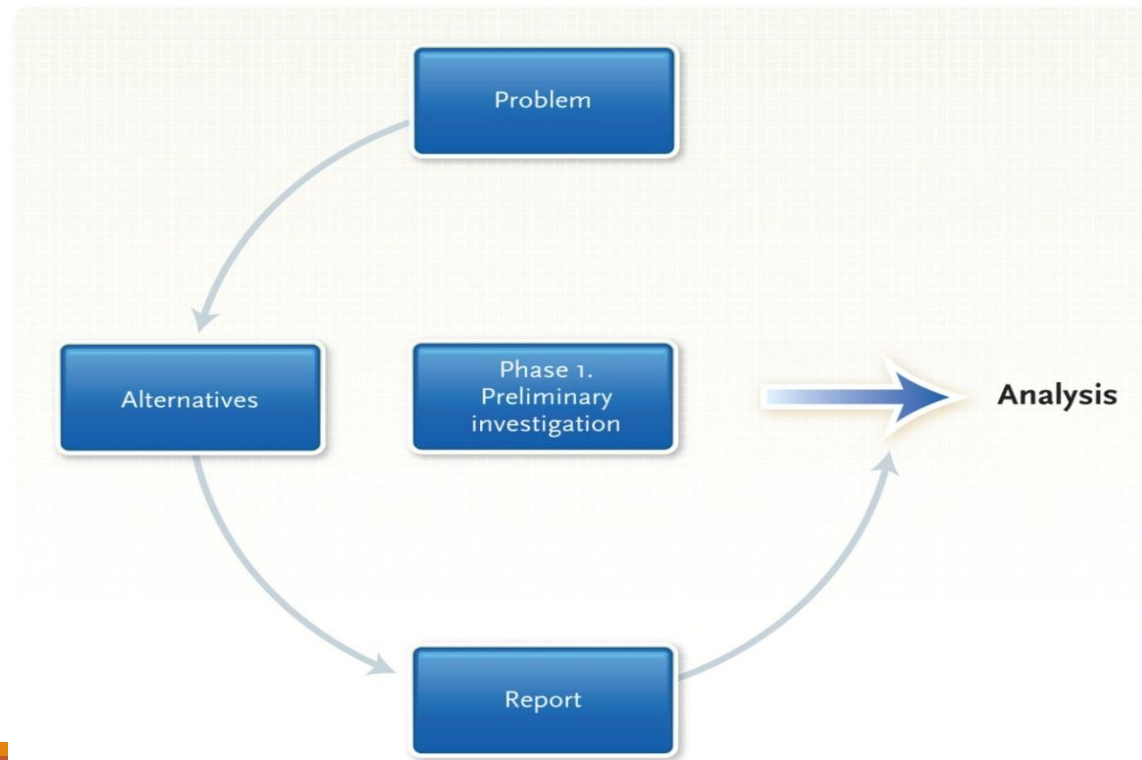 Problem
Alternatives
Phase 1.
Preliminary
investigation
Analysis
Report